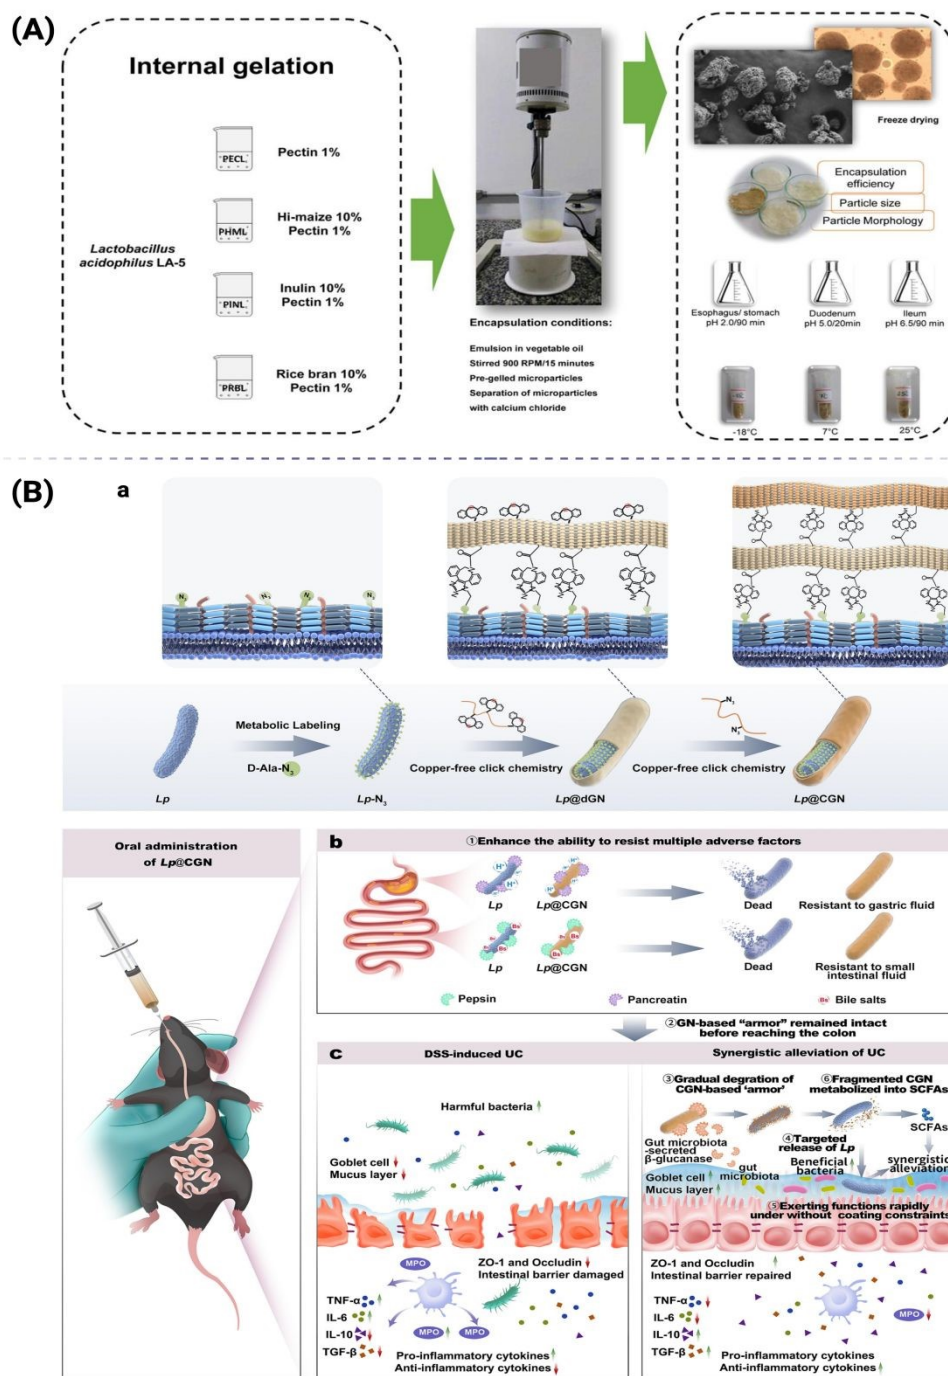 (A)
Internal gelation
PECL
Pectin 1%
PHML
Hi-maize 10%
Pectin 1%
Lactobacillus
acidophilus LA-5
PINL
Inulin 10%
Pectin 1%
PRBL
Rice bran 10%
Pectin 1%
Encapsulation conditions:
Emulsion in vegetable oil
Stirred 900 RPM/15 minutes
Pre-gelled microparticles
Separation of microparticles
with calcium chloride
Freeze drying
Encapsulation
efficiency
Particle size
Particle Morphology
Esophagus/ stomach
pH 2.0/90 min
Duodenum
pH 5.0/20min
Ileum
pH 6.5/90 min
-18°C
7°C
25°C
(B)
a
N₃
N₃
N₃
N₃
Metabolic Labeling
D-Ala-N₃
Lp
Lp-N₃
Copper-free click chemistry
Lp@dGN
N₃
N₃
Copper-free click chemistry
Lp@CGN
Oral administration
of Lp@CGN
b
①Enhance the ability to resist multiple adverse factors
H⁺
Lp
Lp@CGN
Dead
Resistant to gastric fluid
Bs
Bs
Lp
Lp@CGN
Dead
Resistant to small
intestinal fluid
Pepsin
Pancreatin
Bs
Bile salts
②GN-based “armor” remained intact
before reaching the colon
c
DSS-induced UC
Harmful bacteria
Goblet cell
Mucus layer
MPO
ZO-1 and Occludin
Intestinal barrier damaged
TNF-α
IL-6
IL-10
TGF-β
MPO
MPO
Pro-inflammatory cytokines
Anti-inflammatory cytokines
Synergistic alleviation of UC
③Gradual degration of
CGN-based ‘armor’
⑥Fragmented CGN
metabolized into SCFAs
SCFAs
Gut microbiota
-secreted
β-glucanase
④Targeted
release of Lp
Goblet cell
Mucus layer
gut
microbiota
Beneficial
bacteria
synergistic
alleviation
⑤Exerting functions rapidly
under without coating constraints
ZO-1 and Occludin
Intestinal barrier repaired
TNF-α
IL-6
IL-10
TGF-β
MPO
Pro-inflammatory cytokines
Anti-inflammatory cytokines